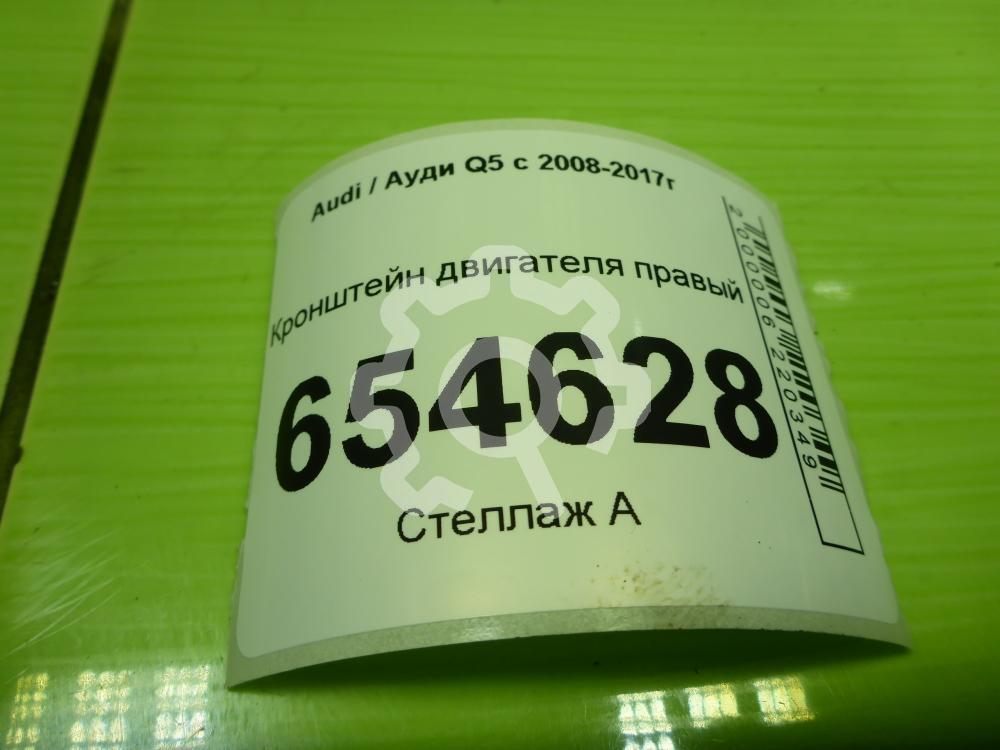 Audi / Ауди Q5 с 2008-2017г
Кронштейн двигателя правый
654628
Стеллаж А
2000006220349